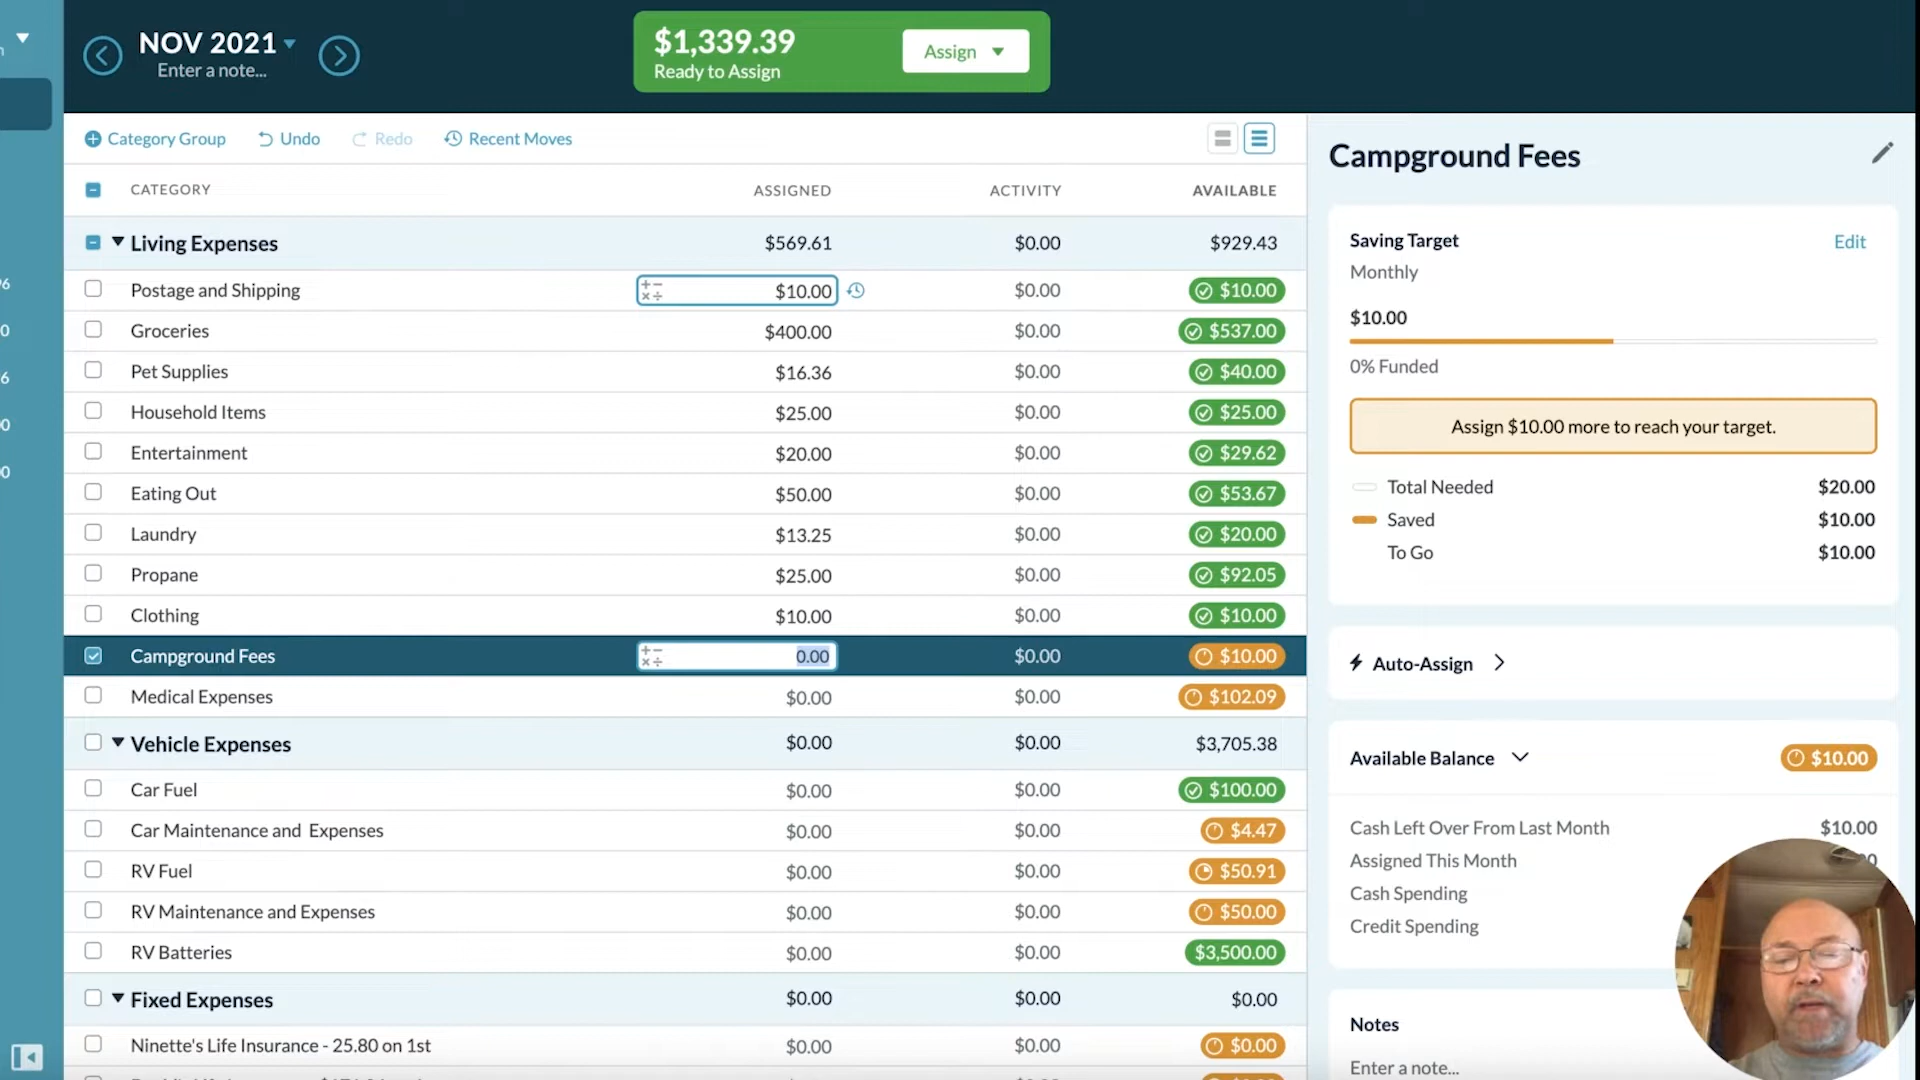 NOV 2021
Enter a note...
$1,339.39
Ready to Assign
Assign
Category Group
Undo
Redo
Recent Moves
CATEGORY ASSIGNED ACTIVITY AVAILABLE
Living Expenses $569.61 $0.00 $929.43
Postage and Shipping $10.00 $0.00 $10.00
Groceries $400.00 $0.00 $537.00
Pet Supplies $16.36 $0.00 $40.00
Household Items $25.00 $0.00 $25.00
Entertainment $20.00 $0.00 $29.62
Eating Out $50.00 $0.00 $53.67
Laundry $13.25 $0.00 $20.00
Propane $25.00 $0.00 $92.05
Clothing $10.00 $0.00 $10.00
Campground Fees 0.00 $0.00 $10.00
Medical Expenses $0.00 $0.00 $102.09
Vehicle Expenses $0.00 $0.00 $3,705.38
Car Fuel $0.00 $0.00 $100.00
Car Maintenance and Expenses $0.00 $0.00 $4.47
RV Fuel $0.00 $0.00 $50.91
RV Maintenance and Expenses $0.00 $0.00 $50.00
RV Batteries $0.00 $0.00 $3,500.00
Fixed Expenses $0.00 $0.00 $0.00
Ninette's Life Insurance - 25.80 on 1st $0.00 $0.00 $0.00
Campground Fees
Saving Target
Edit
Monthly
$10.00
0% Funded
Assign $10.00 more to reach your target.
Total Needed $20.00
Saved $10.00
To Go $10.00
Auto-Assign
Available Balance $10.00
Cash Left Over From Last Month $10.00
Assigned This Month
Cash Spending
Credit Spending
Notes
Enter a note...